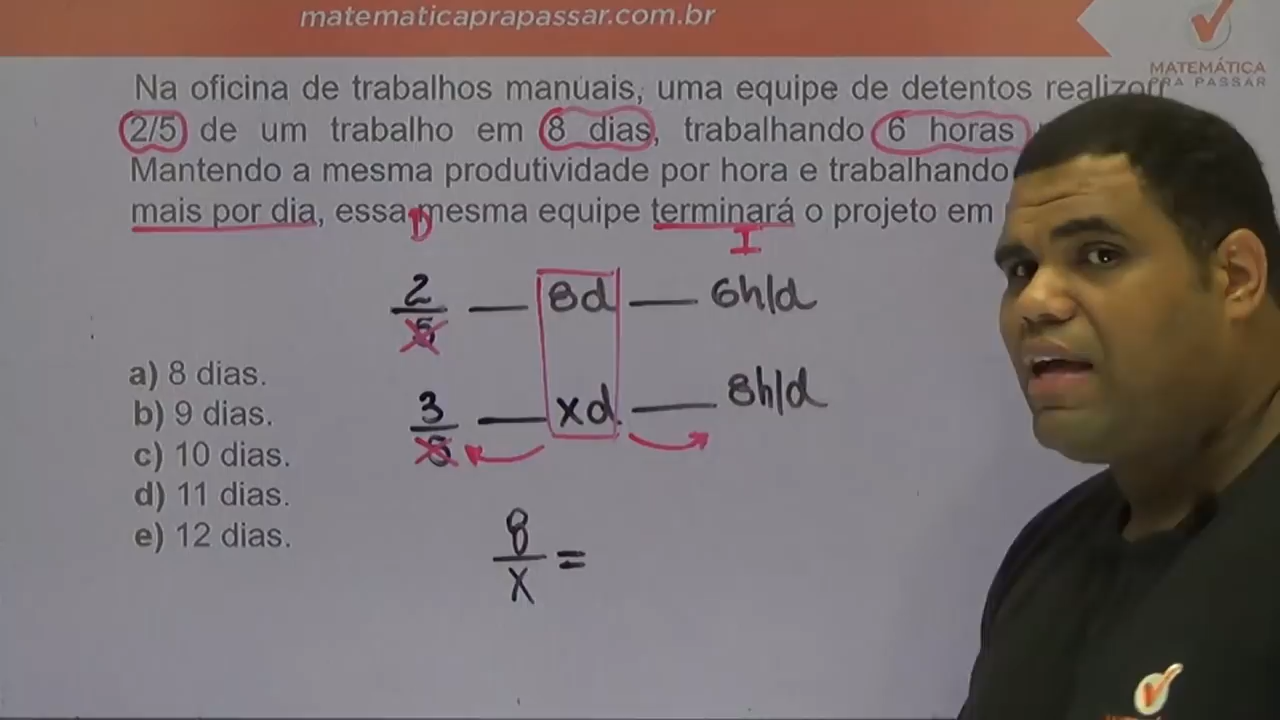 matematicaprapassar.com.br
MATEMÁTICA
PRA PASSAR
Na oficina de trabalhos manuais, uma equipe de detentos realizou
2/5 de um trabalho em 8 dias, trabalhando 6 horas
Mantendo a mesma produtividade por hora e trabalhando
mais por dia, essa mesma equipe terminará o projeto em
D
I
2/5 — 8d — 6h/d
3/5 — xd — 8h/d
a) 8 dias.
b) 9 dias.
c) 10 dias.
d) 11 dias.
e) 12 dias.
8/x =